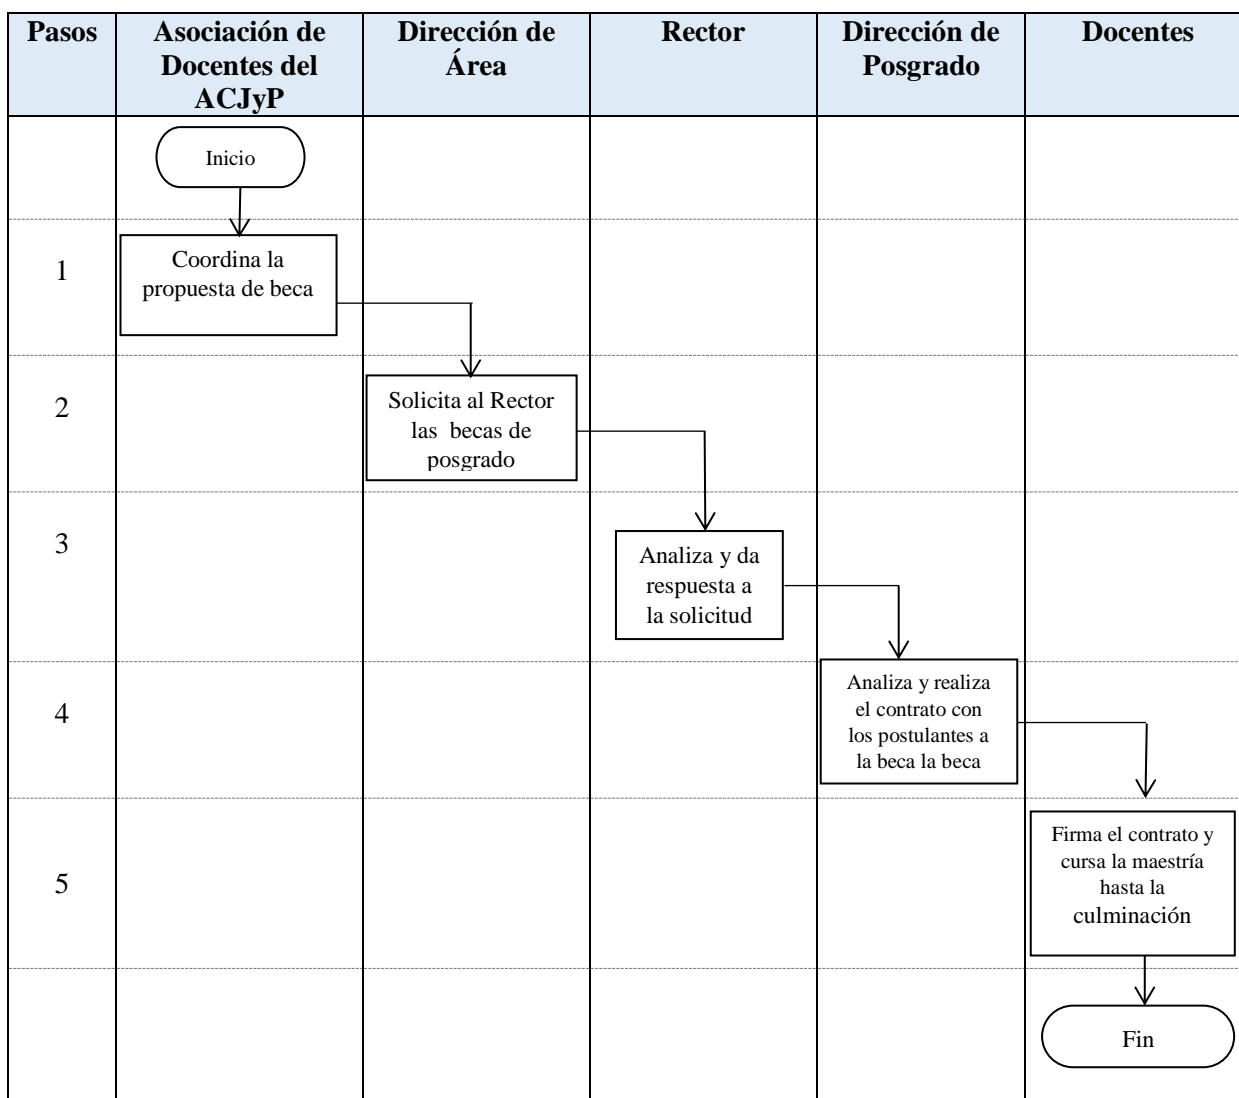 Pasos
Asociación de
Docentes del
ACJyP
Dirección de
Área
Rector
Dirección de
Posgrado
Docentes
Inicio
1
Coordina la
propuesta de beca
2
Solicita al Rector
las becas de
posgrado
3
Analiza y da
respuesta a
la solicitud
4
Analiza y realiza
el contrato con
los postulantes a
la beca la beca
5
Firma el contrato y
cursa la maestría
hasta la
culminación
Fin